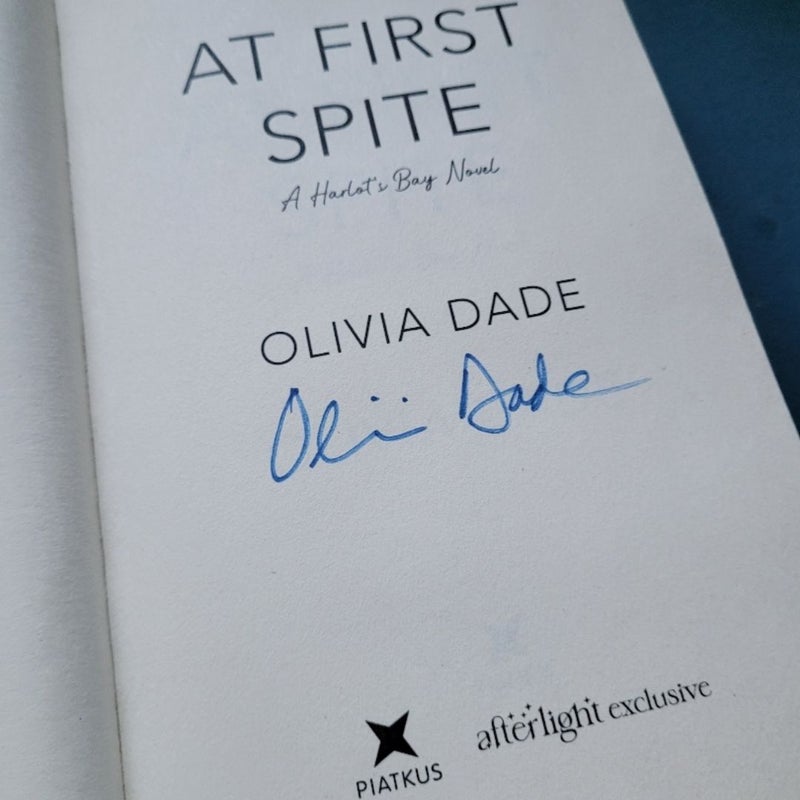 AT FIRST
SPITE
A Harlot's Bay Novel
OLIVIA DADE
Olivia Dade
PIATKUS
afterlight exclusive